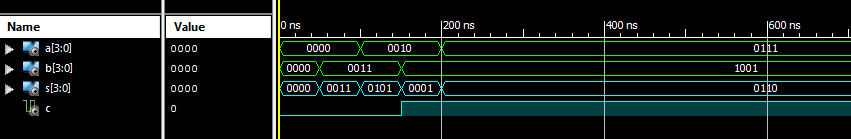 Name Value 0 ns 200 ns 400 ns 600 ns
a[3:0] 0000 0000 0010 0111
b[3:0] 0000 0000 0011 1001
s[3:0] 0000 0000 0011 0101 0001 0110
c 0